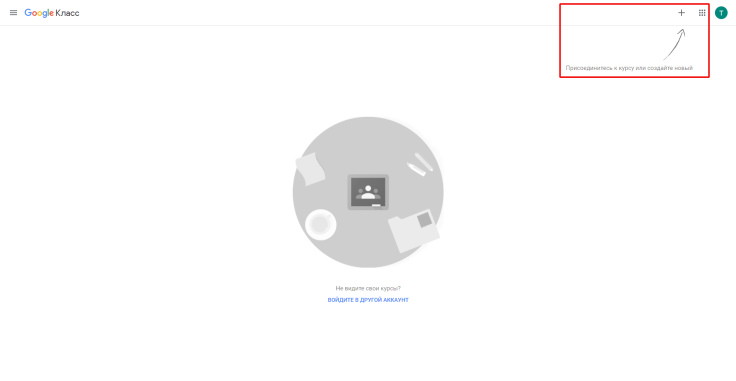 Google Класс
T
Присоединитесь к курсу или создайте новый
Не видите свои курсы?
ВОЙДИТЕ В ДРУГОЙ АККАУНТ